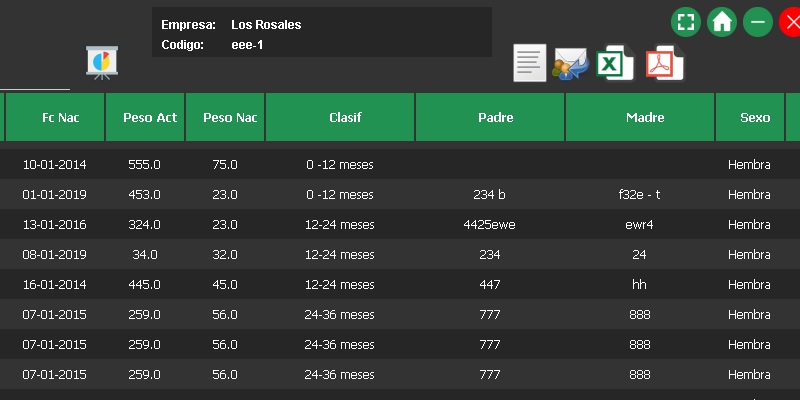 Empresa: Los Rosales
Codigo: eee-1
Fc Nac Peso Act Peso Nac Clasif Padre Madre Sexo
10-01-2014 555.0 75.0 0 -12 meses Hembra
01-01-2019 453.0 23.0 0 -12 meses 234 b f32e - t Hembra
13-01-2016 324.0 23.0 12-24 meses 4425ewe ewr4 Hembra
08-01-2019 34.0 32.0 12-24 meses 234 24 Hembra
16-01-2014 445.0 45.0 12-24 meses 447 hh Hembra
07-01-2015 259.0 56.0 24-36 meses 777 888 Hembra
07-01-2015 259.0 56.0 24-36 meses 777 888 Hembra
07-01-2015 259.0 56.0 24-36 meses 777 888 Hembra